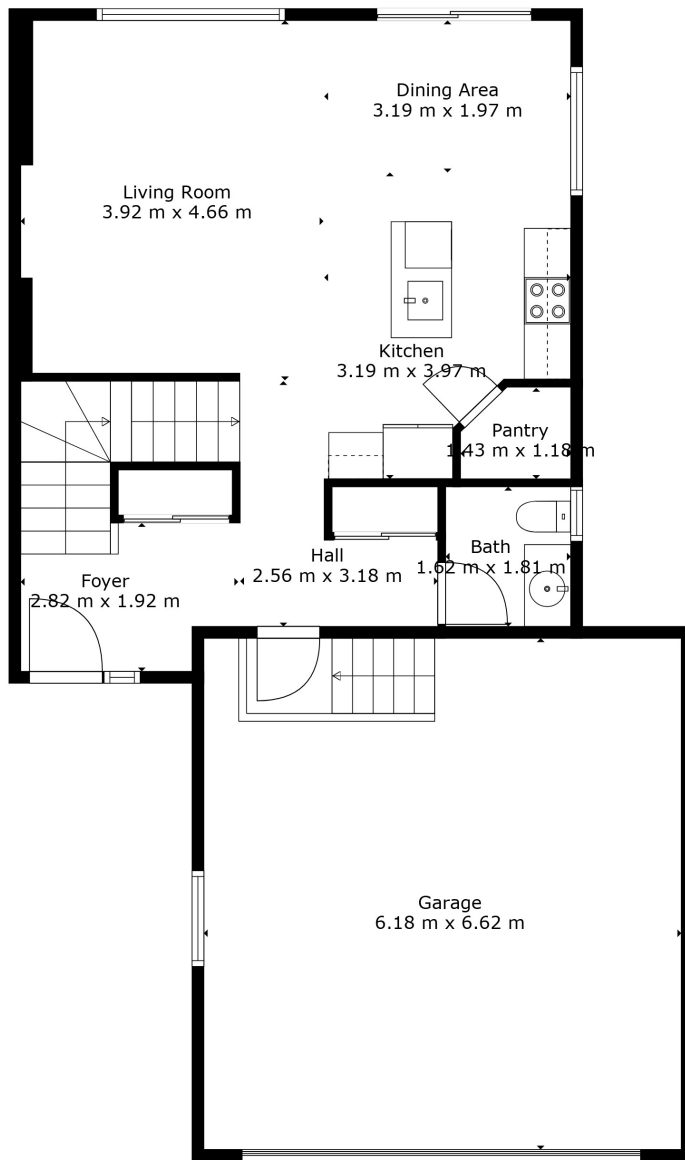 Dining Area
3.19 m x 1.97 m
Living Room
3.92 m x 4.66 m
Kitchen
3.19 m x 3.97 m
Pantry
1.43 m x 1.18 m
Hall
2.56 m x 3.18 m
Bath
1.62 m x 1.81 m
Foyer
2.82 m x 1.92 m
Garage
6.18 m x 6.62 m